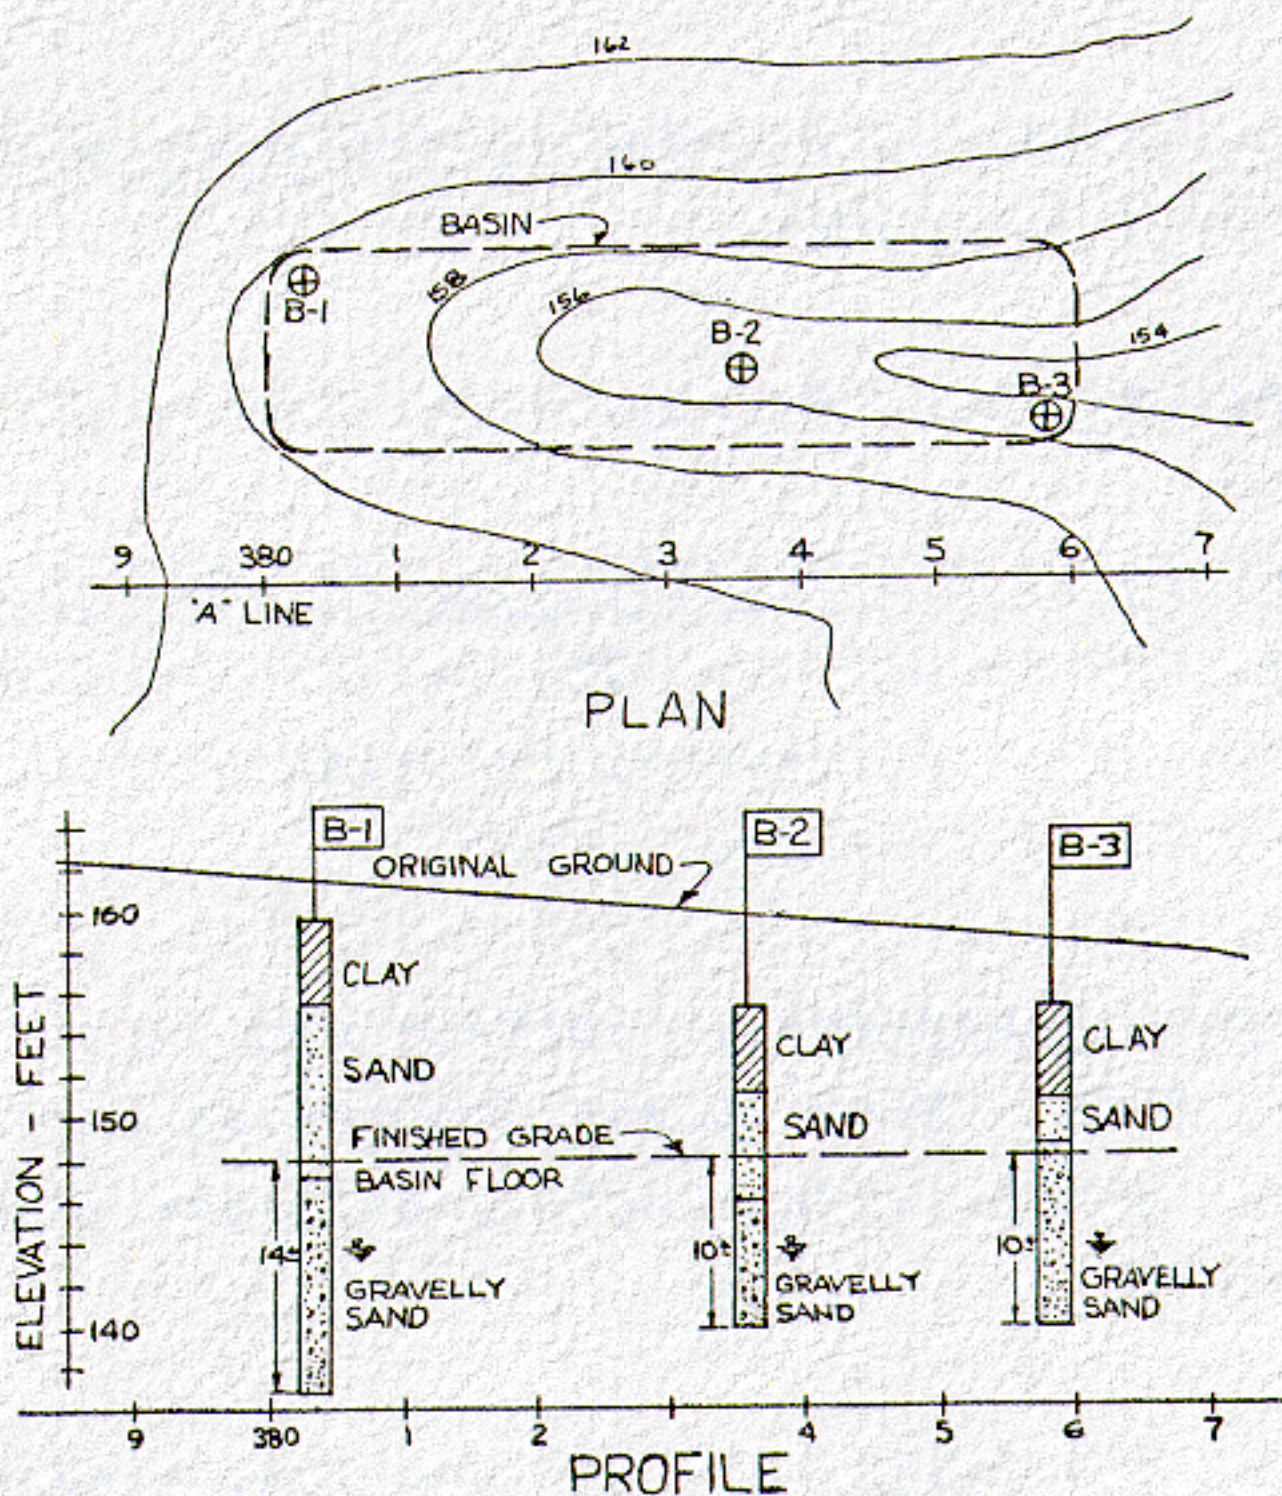 162
160
BASIN
158
156
B-1
B-2
154
B-3
9 380 1 2 3 4 5 6 7
"A" LINE
PLAN
B-1
B-2
B-3
ORIGINAL GROUND
160
CLAY
CLAY
CLAY
SAND
150
SAND
SAND
FINISHED GRADE
BASIN FLOOR
14±
10±
10±
GRAVELLY
SAND
GRAVELLY
SAND
GRAVELLY
SAND
140
ELEVATION - FEET
9 380 1 2 4 5 6 7
PROFILE